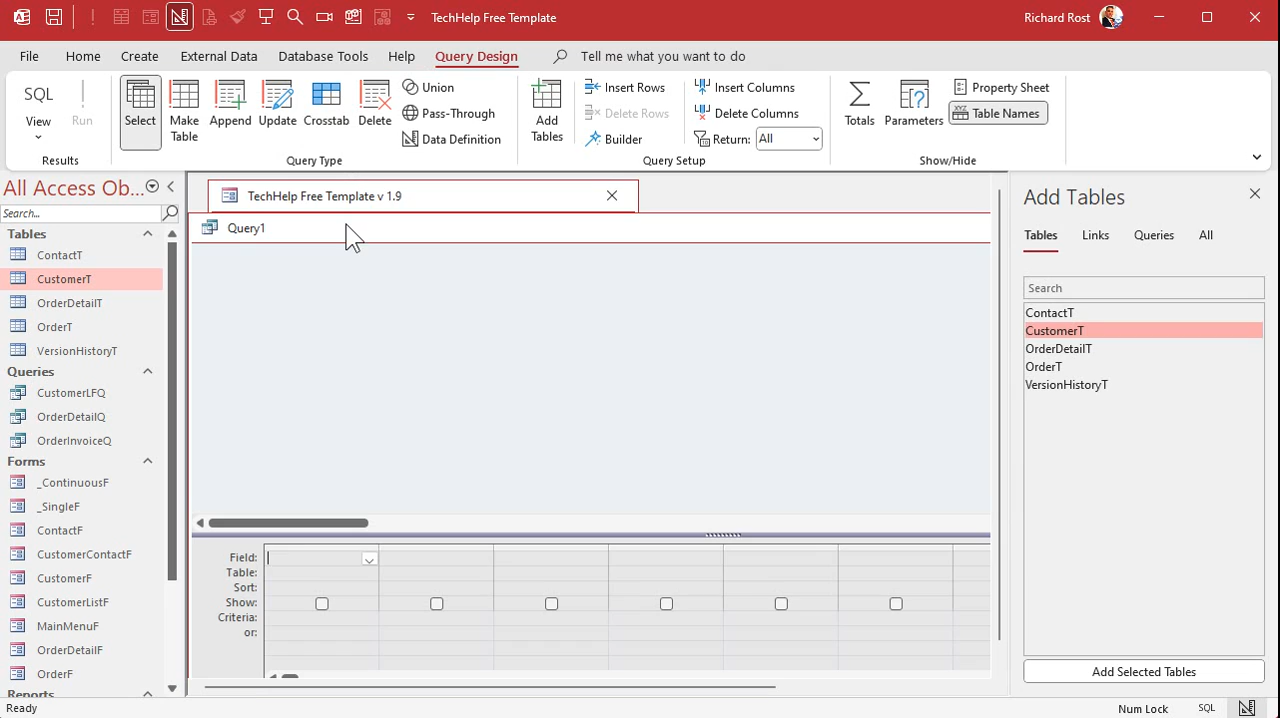 TechHelp Free Template
Richard Rost
File Home Create External Data Database Tools Help Query Design Tell me what you want to do
SQL
View
Run
Results
Select
Make
Table
Append
Update
Crosstab
Delete
Union
Pass-Through
Data Definition
Query Type
Add
Tables
Insert Rows
Delete Rows
Builder
Insert Columns
Delete Columns
Return: All
Query Setup
Totals
Parameters
Property Sheet
XYZ
Table Names
Show/Hide
All Access Ob...
Search...
Tables
ContactT
CustomerT
OrderDetailT
OrderT
VersionHistoryT
Queries
CustomerLFQ
OrderDetailQ
OrderInvoiceQ
Forms
_ContinuousF
_SingleF
ContactF
CustomerContactF
CustomerF
CustomerListF
MainMenuF
OrderDetailF
OrderF
Reports
TechHelp Free Template v 1.9
Query1
Field:
Table:
Sort:
Show:
Criteria:
or:
Add Tables
Tables Links Queries All
Search
ContactT
CustomerT
OrderDetailT
OrderT
VersionHistoryT
Add Selected Tables
Ready
Num Lock
SQL